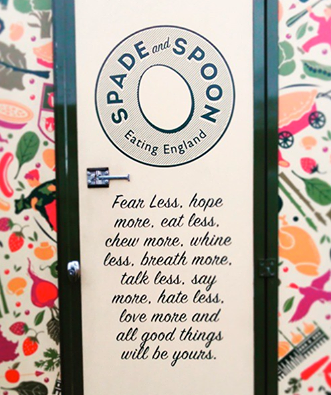 SPADE and SPOON
Eating England
Fear Less, hope
more, eat less,
chew more, whine
less, breath more,
talk less, say
more, hate less,
love more and
all good things
will be yours.